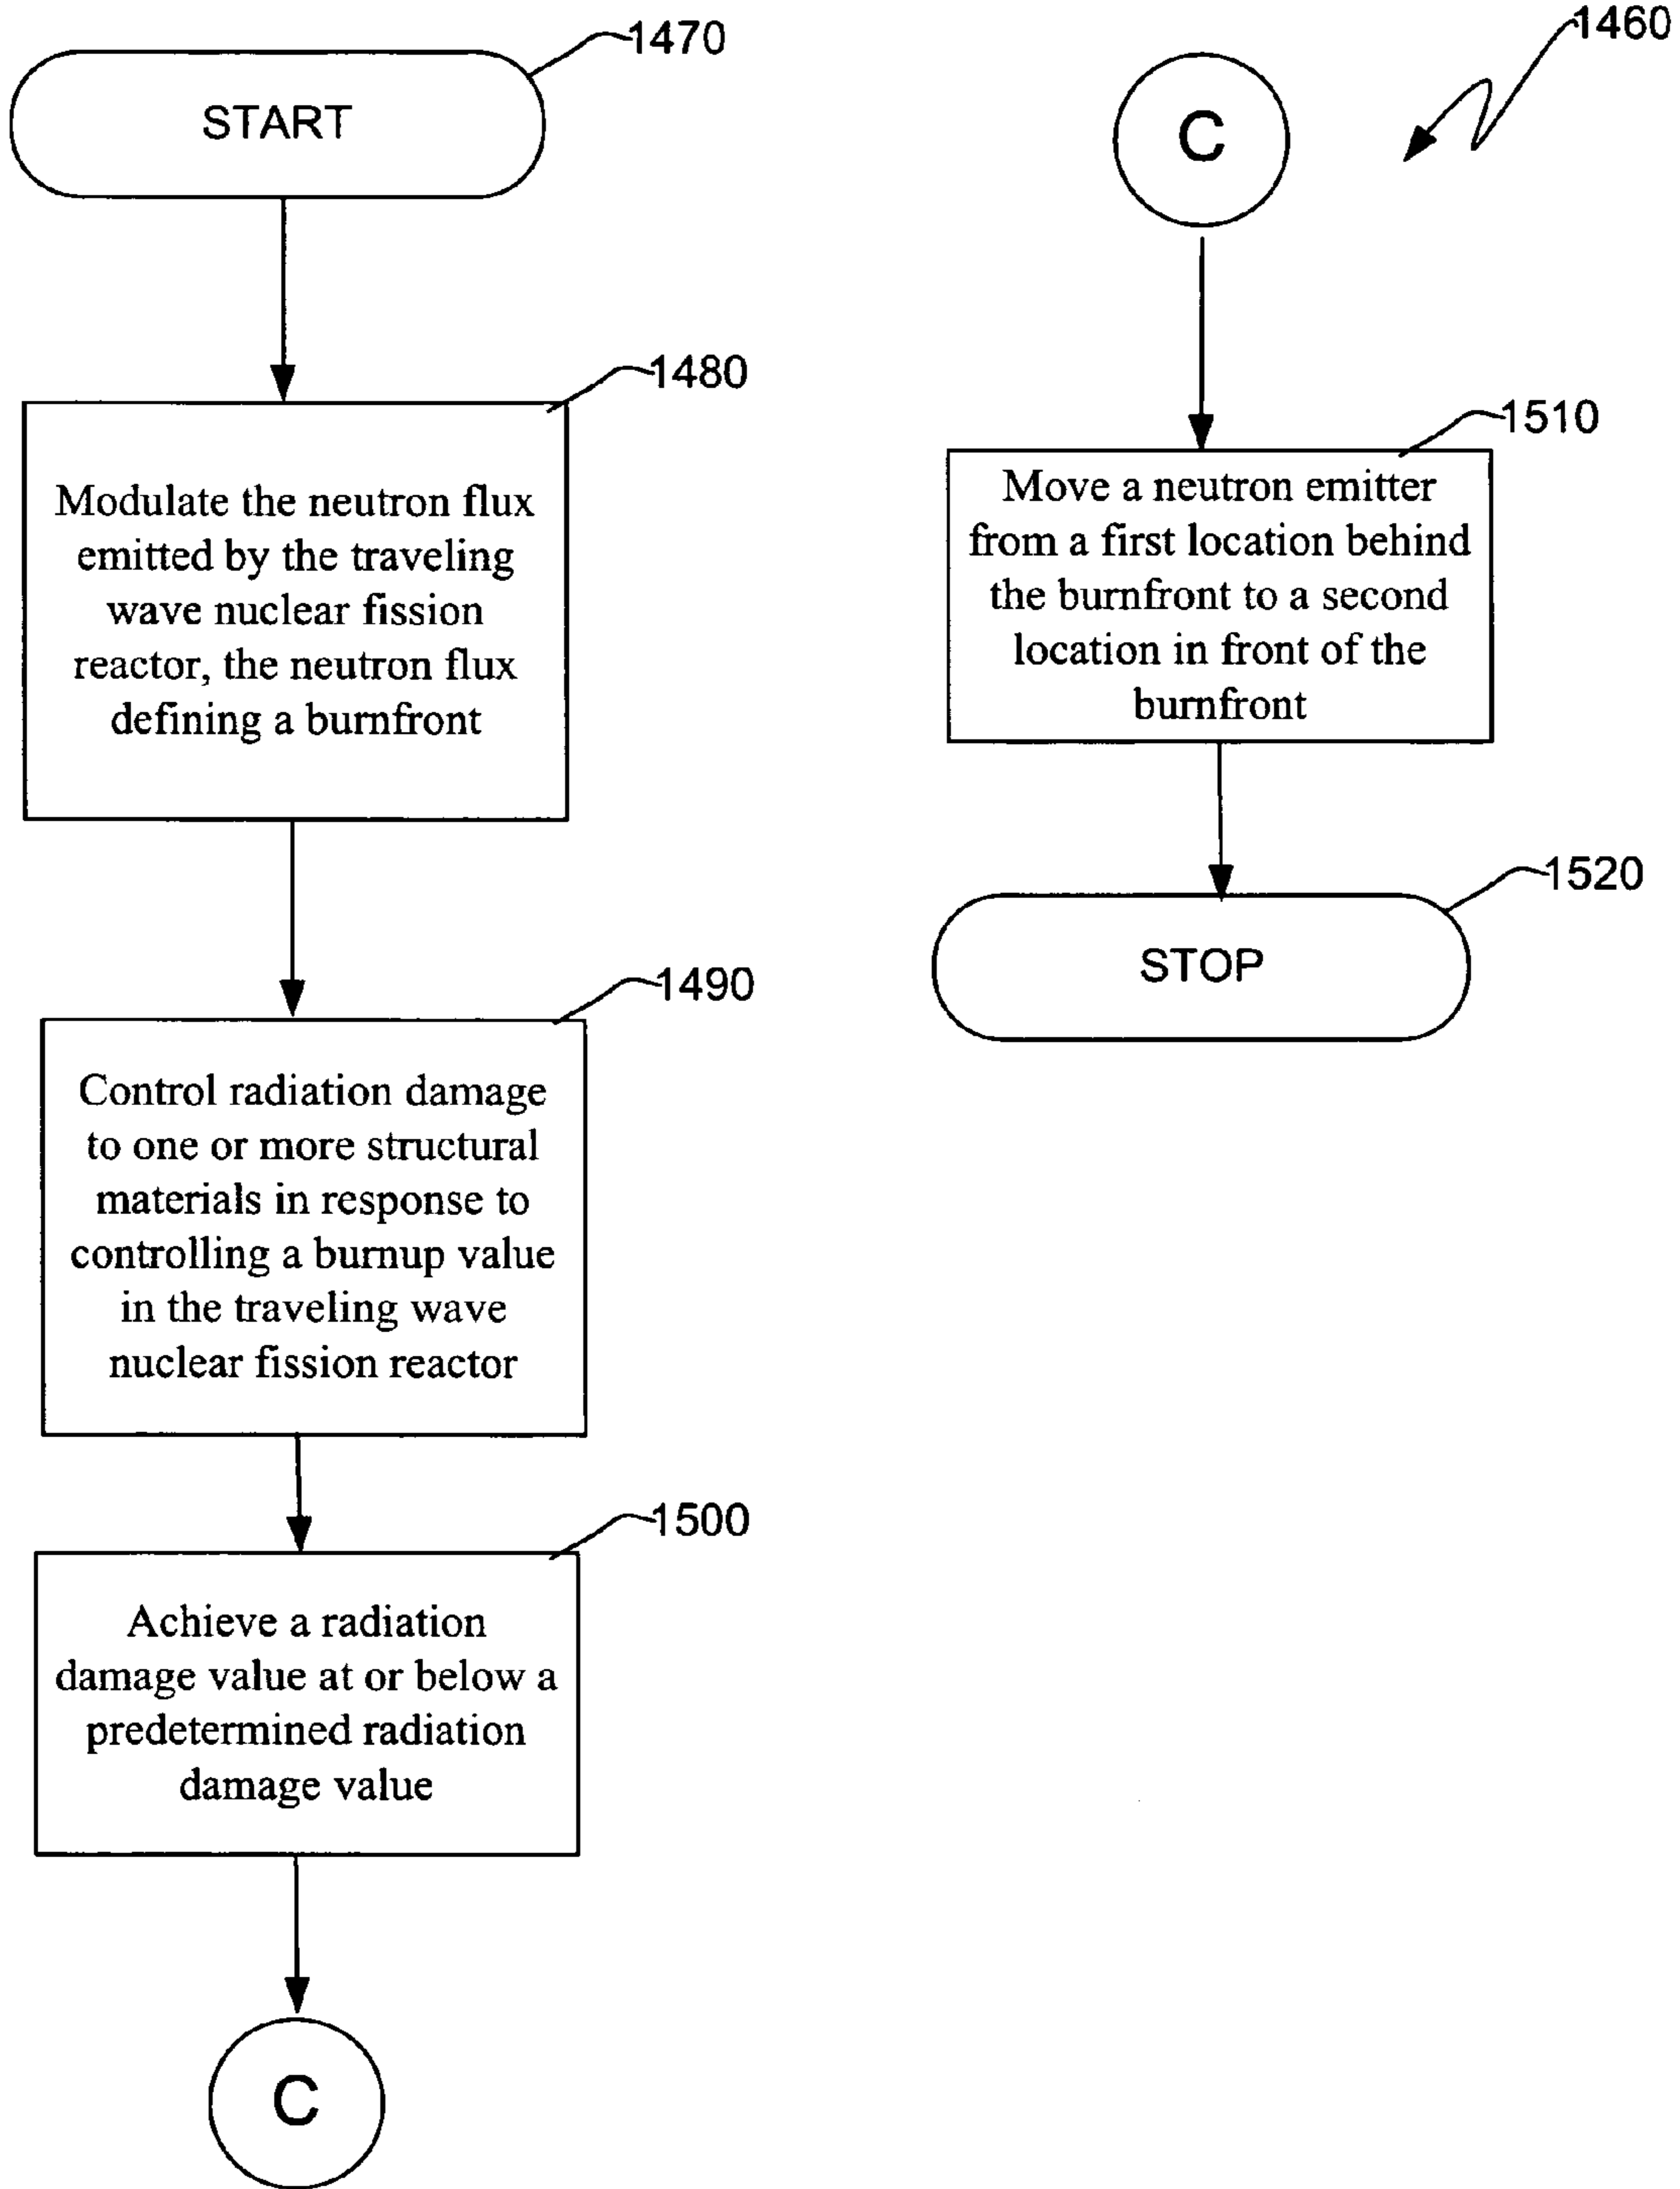 1470
START
1480
Modulate the neutron flux
emitted by the traveling
wave nuclear fission
reactor, the neutron flux
defining a burnfront
1490
Control radiation damage
to one or more structural
materials in response to
controlling a burnup value
in the traveling wave
nuclear fission reactor
1500
Achieve a radiation
damage value at or below a
predetermined radiation
damage value
C
1460
C
1510
Move a neutron emitter
from a first location behind
the burnfront to a second
location in front of the
burnfront
1520
STOP